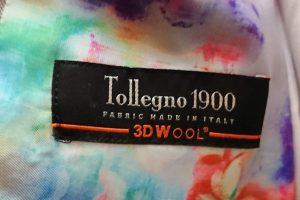 Tollegno 1900
FABRIC MADE IN ITALY
3D WOOL®